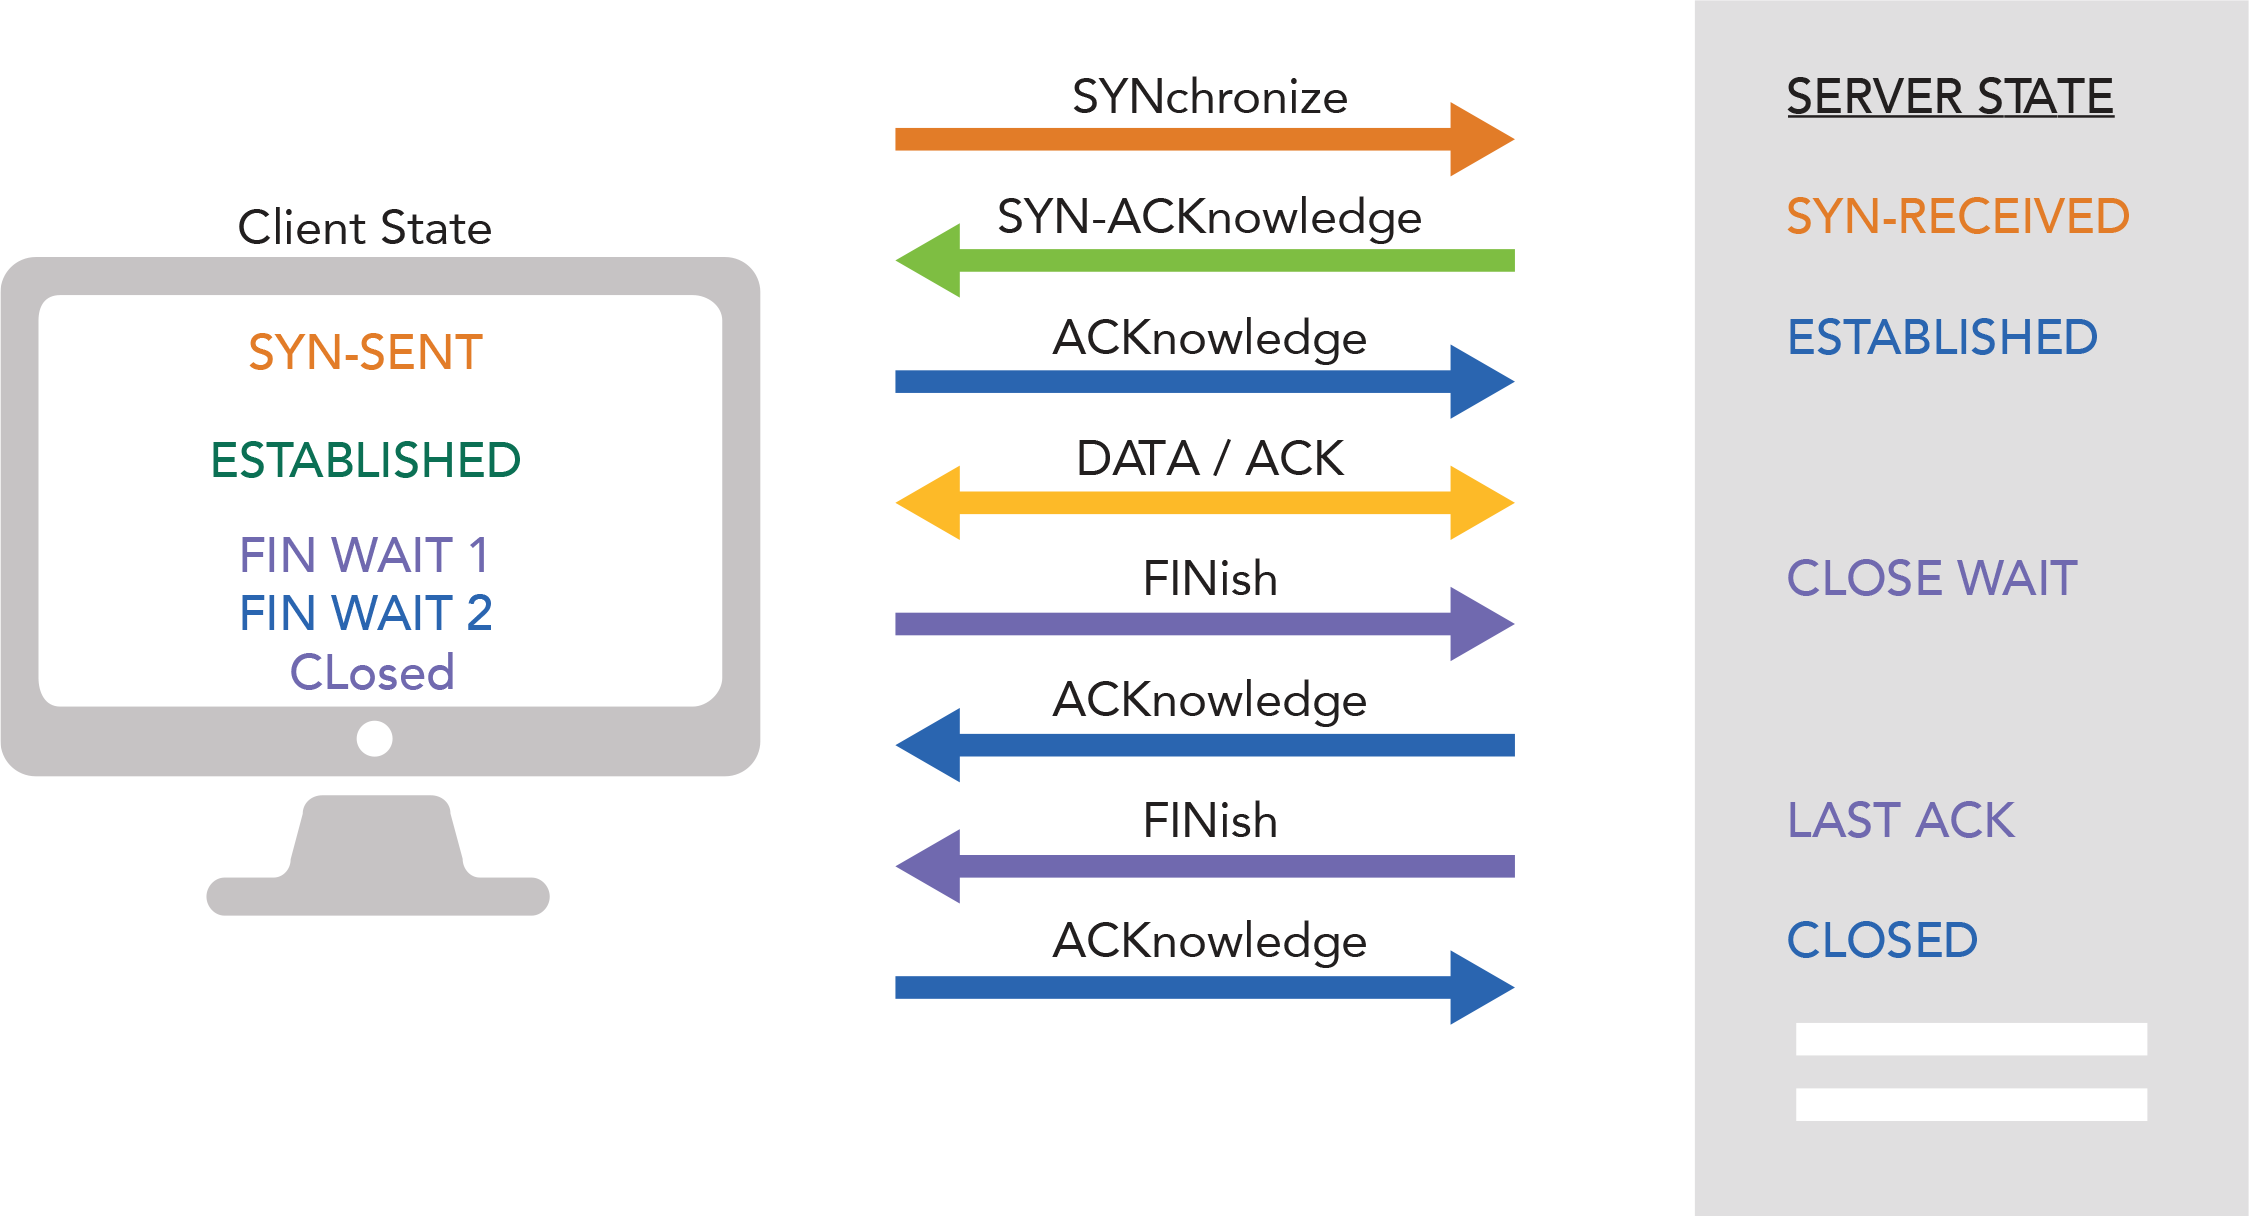 Client State
SYN-SENT
ESTABLISHED
FIN WAIT 1
FIN WAIT 2
CLosed
SYNchronize
SYN-ACKnowledge
ACKnowledge
DATA / ACK
FINish
ACKnowledge
FINish
ACKnowledge
SERVER STATE
SYN-RECEIVED
ESTABLISHED
CLOSE WAIT
LAST ACK
CLOSED